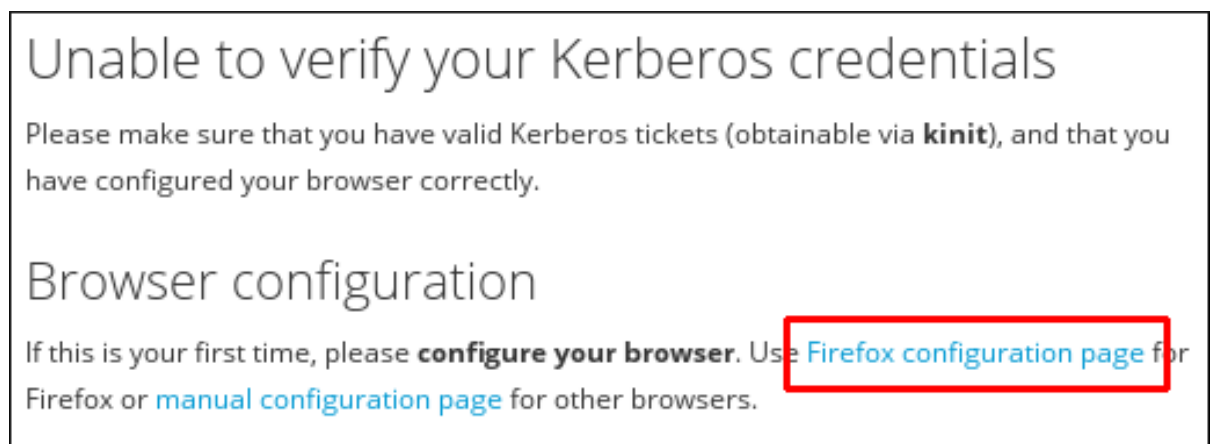 Unable to verify your Kerberos credentials
Please make sure that you have valid Kerberos tickets (obtainable via kinit), and that you
have configured your browser correctly.
Browser configuration
If this is your first time, please configure your browser. Use Firefox configuration page for
Firefox or manual configuration page for other browsers.